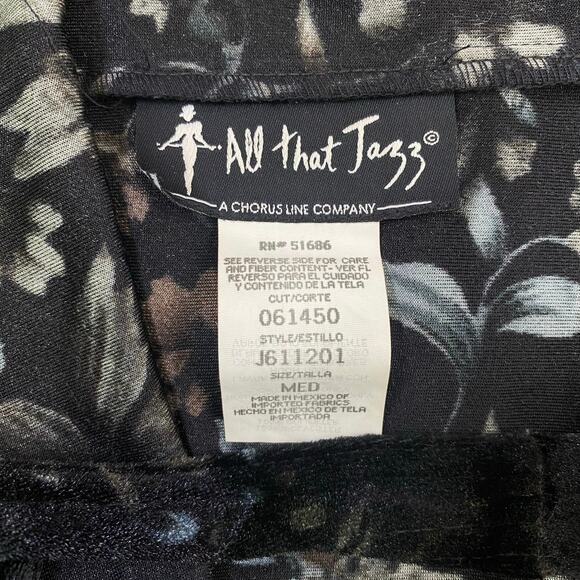 All that Jazz©
A CHORUS LINE COMPANY
RN# 51686
SEE REVERSE SIDE FOR CARE
AND FIBER CONTENT-VER FL
REVERSO PARA EL CUIDADO
Y CONTENIDO DE LA TELA
CUT/CORTE
061450
STYLE/ESTILLO
J611201
SIZE/TALLA
MED
MADE IN MEXICO OF
IMPORTED FABRICS
HECHO EN MEXICO DE TELA
IMPORTADA